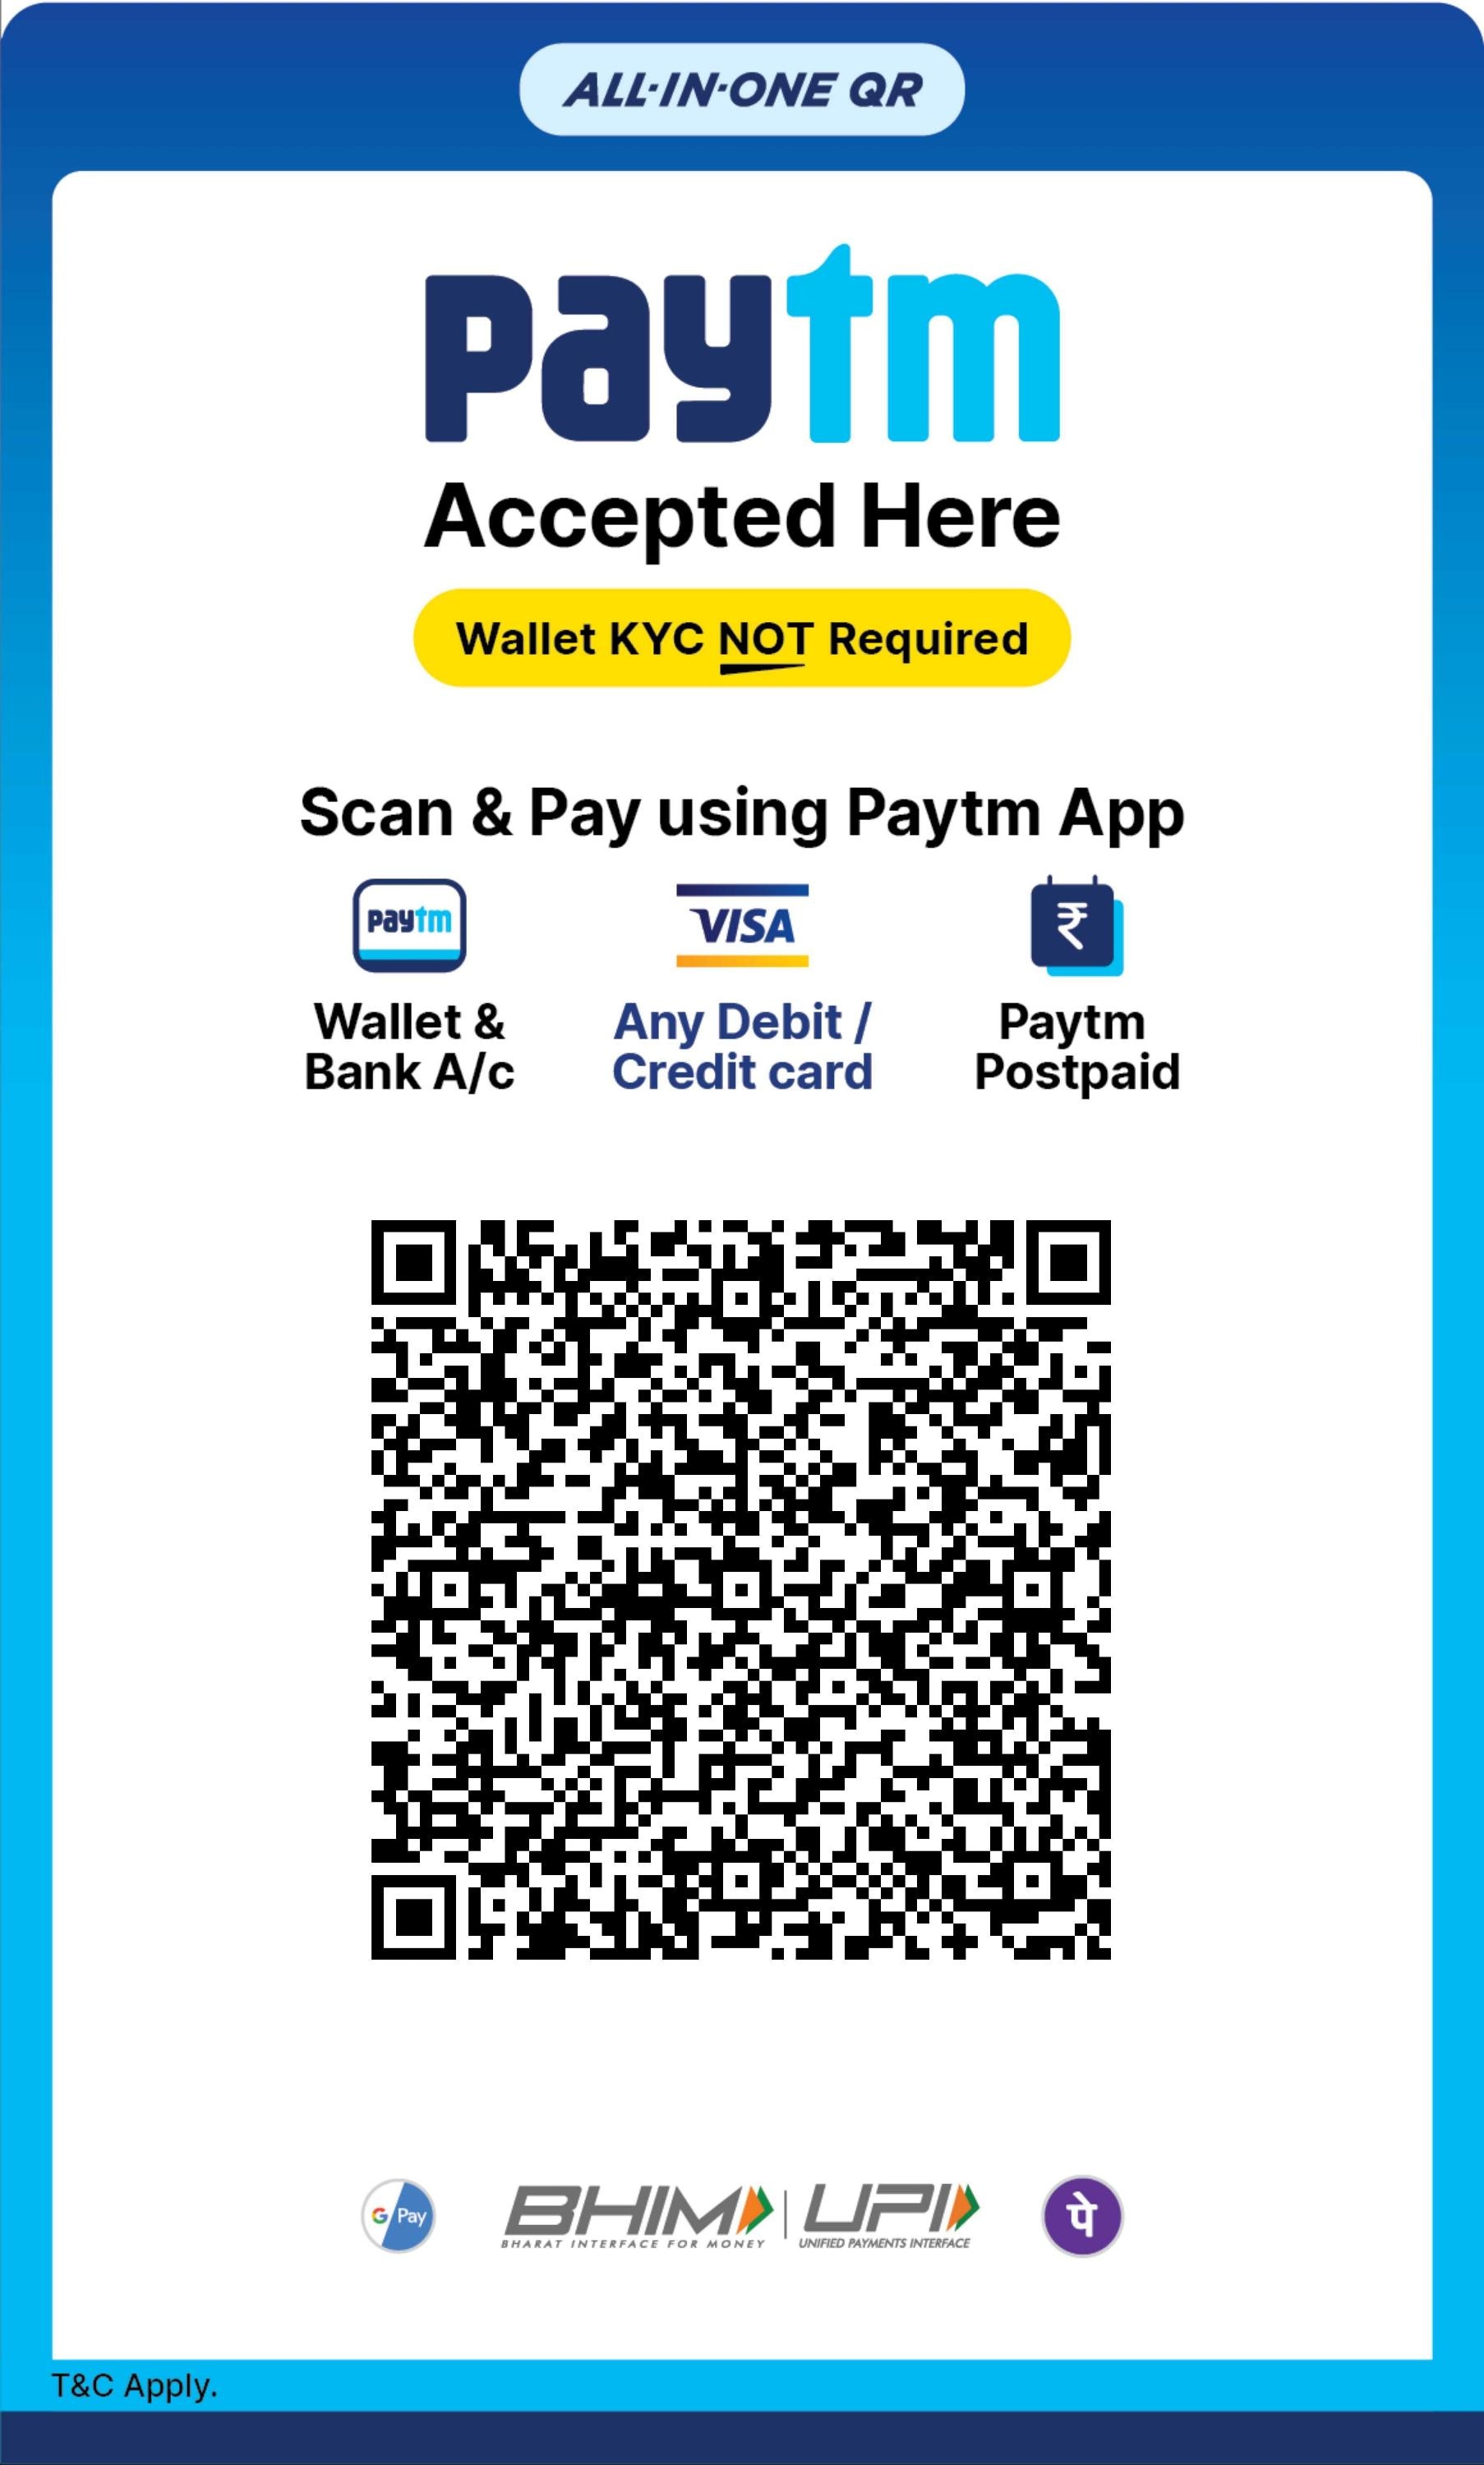 ALL-IN-ONE QR
paytm
Accepted Here
Wallet KYC NOT Required
Scan & Pay using Paytm App
paytm
VISA
₹
Wallet &
Bank A/c
Any Debit /
Credit card
Paytm
Postpaid
G Pay
BHIM
BHARAT INTERFACE FOR MONEY
UPI
UNIFIED PAYMENTS INTERFACE
पे
T&C Apply.